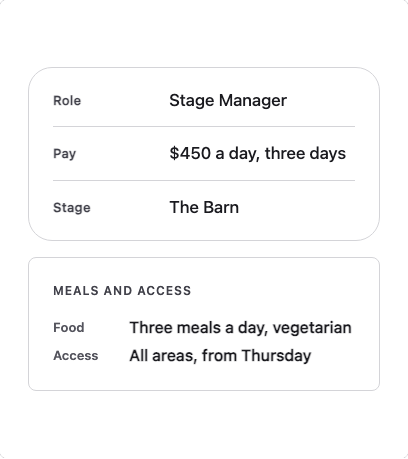 Role Stage Manager
Pay $450 a day, three days
Stage The Barn
MEALS AND ACCESS
Food Three meals a day, vegetarian
Access All areas, from Thursday